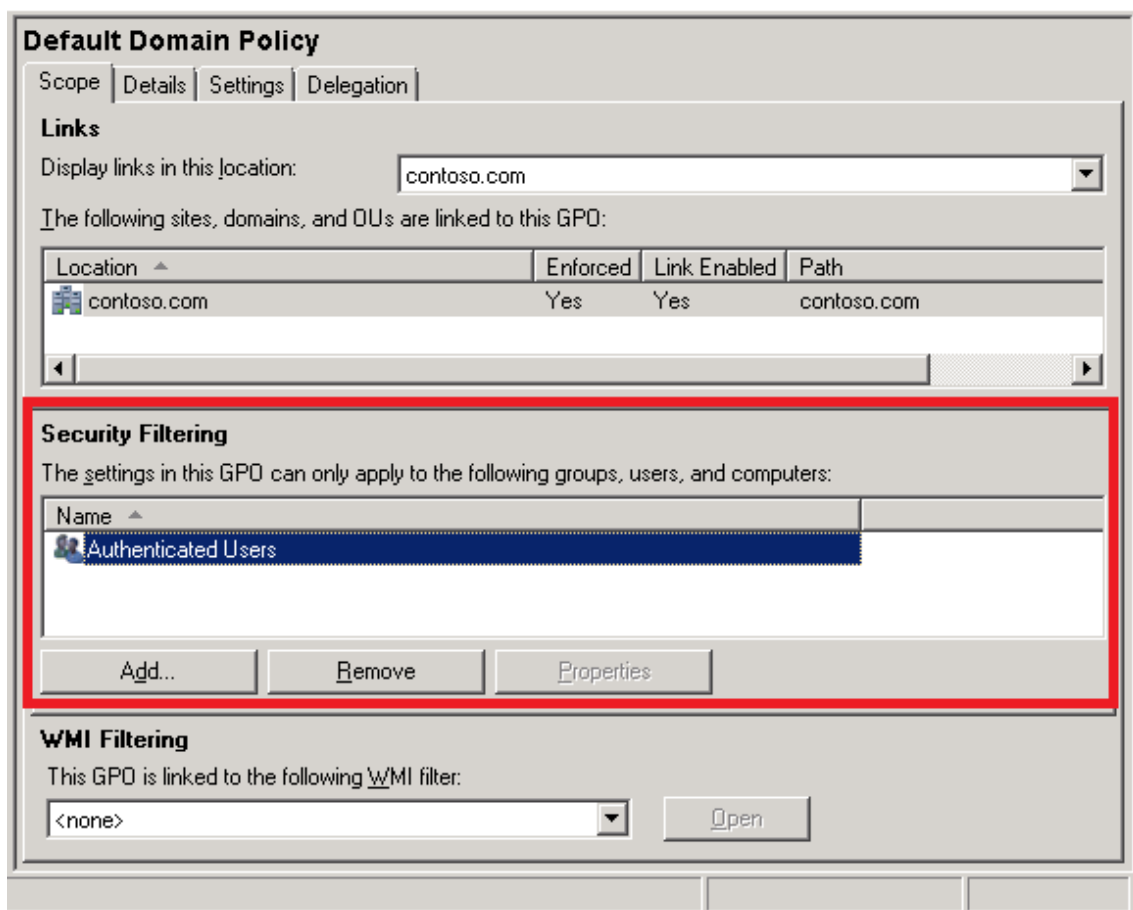 Default Domain Policy
Scope Details Settings Delegation
Links
Display links in this location: contoso.com
The following sites, domains, and OUs are linked to this GPO:
Location Enforced Link Enabled Path
contoso.com Yes Yes contoso.com
Security Filtering
The settings in this GPO can only apply to the following groups, users, and computers:
Name
Authenticated Users
Add... Remove Properties
WMI Filtering
This GPO is linked to the following WMI filter:
<none> Open